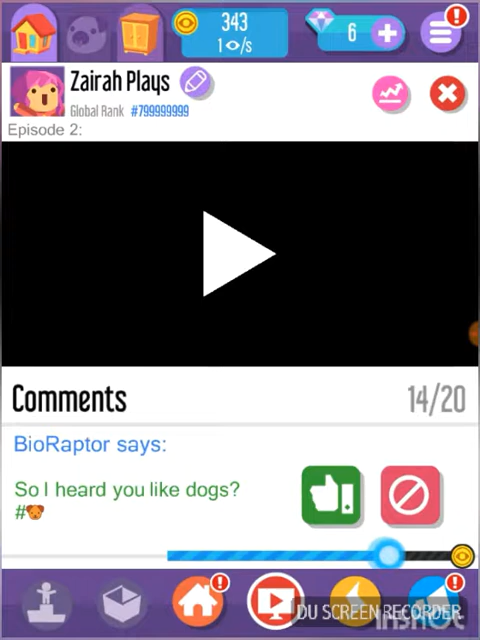 343
1/s
6
!
Zairah Plays
Global Rank #799999999
Episode 2:
Comments
14/20
BioRaptor says:
So I heard you like dogs?
#
!
!
DU SCREEN RECORDER
InShOt